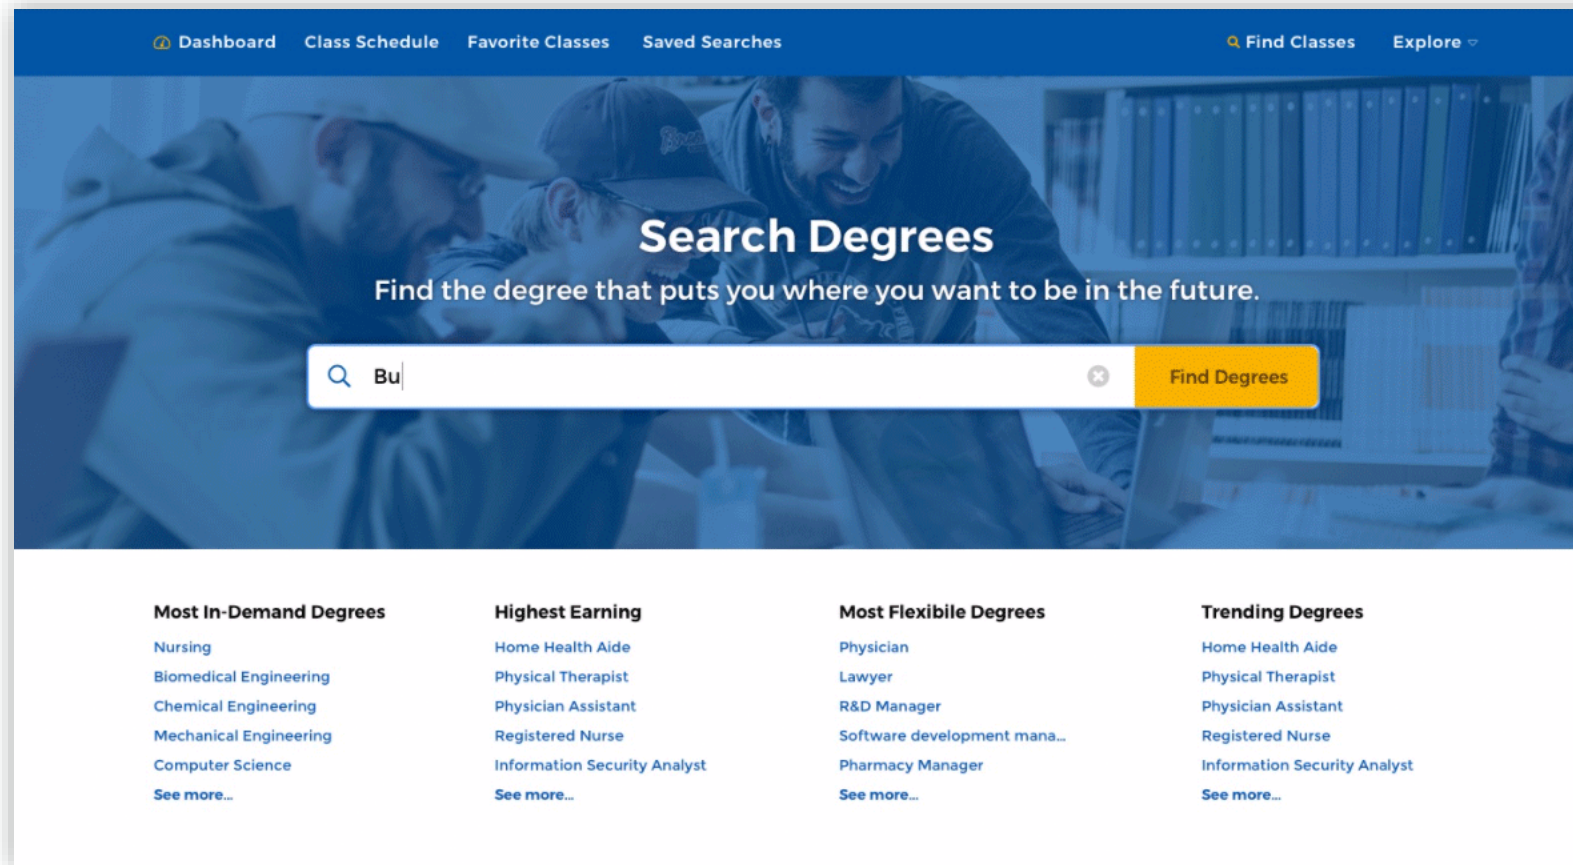 Dashboard Class Schedule Favorite Classes Saved Searches Find Classes Explore
Search Degrees
Find the degree that puts you where you want to be in the future.
Bu Find Degrees
Most In-Demand Degrees
Nursing
Biomedical Engineering
Chemical Engineering
Mechanical Engineering
Computer Science
See more...
Highest Earning
Home Health Aide
Physical Therapist
Physician Assistant
Registered Nurse
Information Security Analyst
See more...
Most Flexibile Degrees
Physician
Lawyer
R&D Manager
Software development mana...
Pharmacy Manager
See more...
Trending Degrees
Home Health Aide
Physical Therapist
Physician Assistant
Registered Nurse
Information Security Analyst
See more...